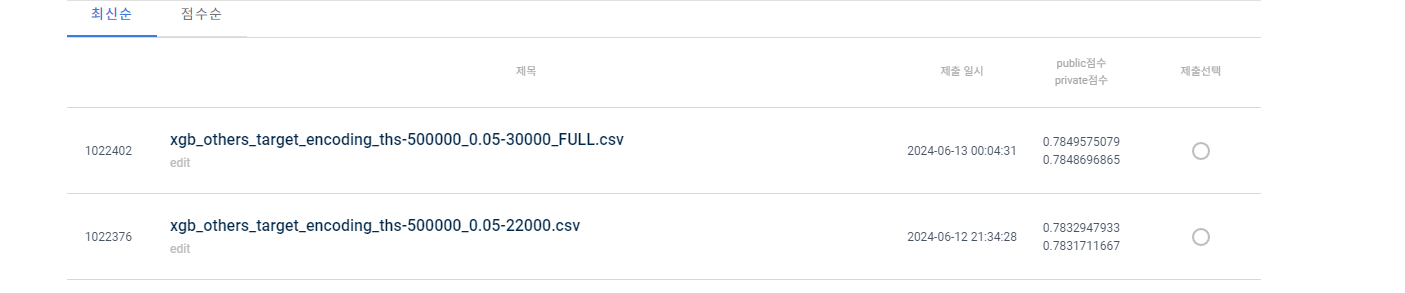 최신순 점수순
제목 제출 일시 public점수 private점수 제출선택
1022402 xgb_others_target_encoding_ths-500000_0.05-30000_FULL.csv 2024-06-13 00:04:31 0.7849575079
edit 0.7848696865
1022376 xgb_others_target_encoding_ths-500000_0.05-22000.csv 2024-06-12 21:34:28 0.7832947933
edit 0.7831711667